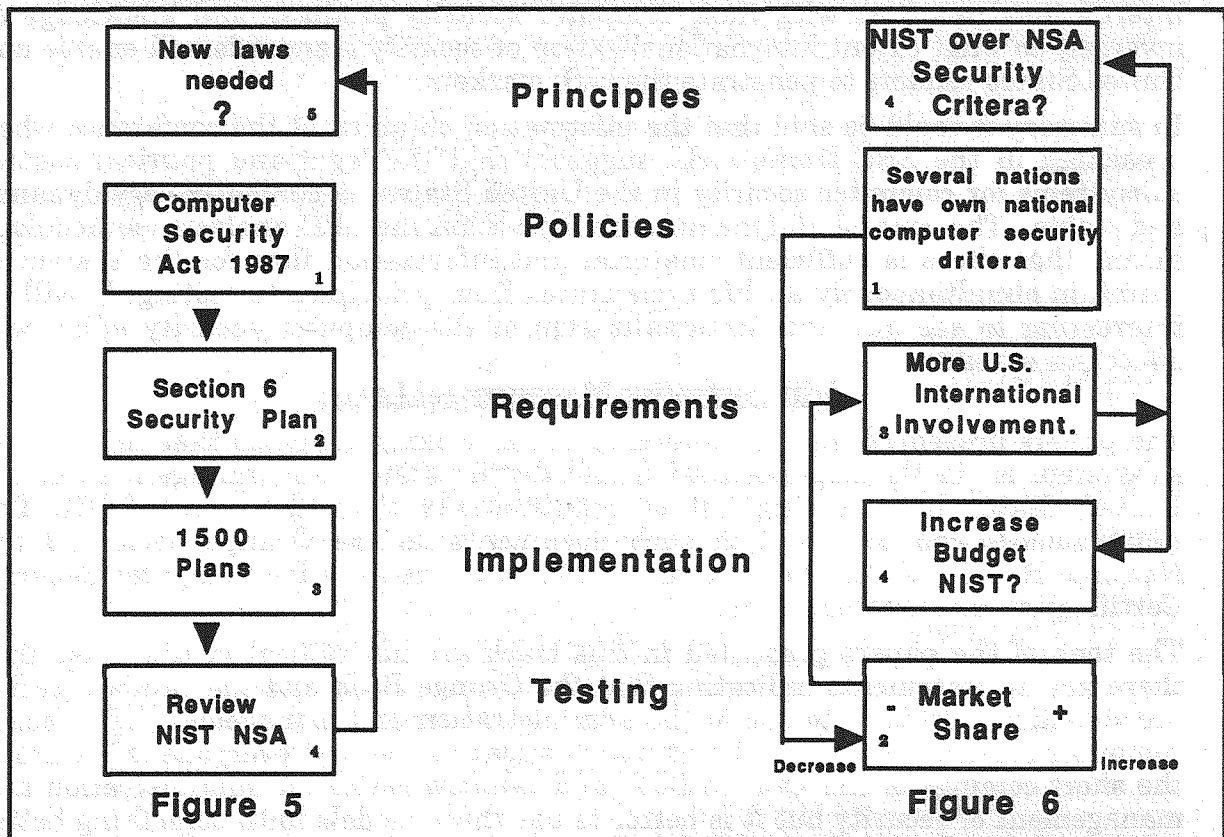 New laws
needed
?
5
Computer
Security
Act 1987
1
Section 6
Security Plan
2
1500
Plans
3
Review
NIST NSA
4
Figure 5
Principles
Policies
Requirements
Implementation
Testing
NIST over NSA
Security
4 Critera?
Several nations
have own national
computer security
dritera
1
More U.S.
International
3 Involvement.
Increase
Budget
4 NIST?
- Market +
2 Share
Decrease
Increase
Figure 6